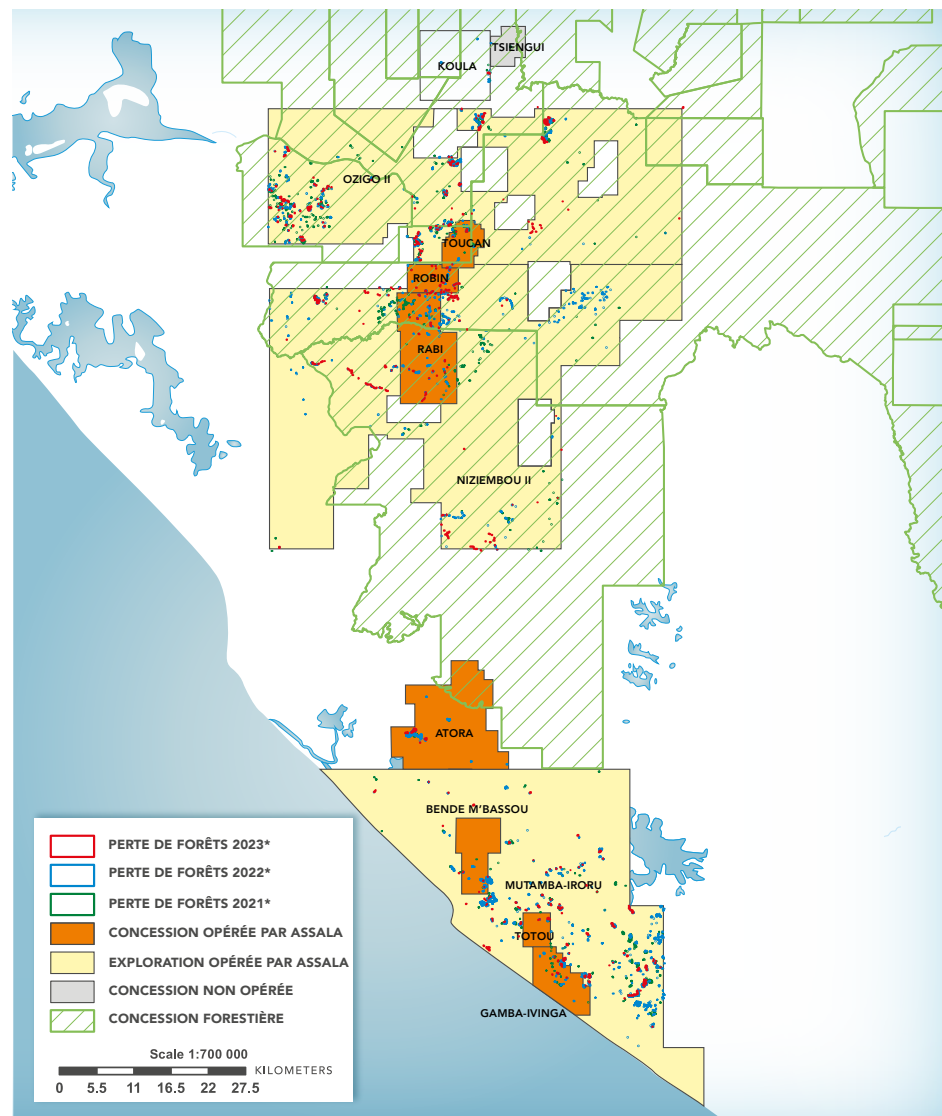 TSIENGUI
KOULA
OZIGO II
TOUCAN
ROBIN
RABI
NIZIEMBOU II
ATORA
BENDE M'BASSOU
MUTAMBA-IRORU
TOTOU
GAMBA-IVINGA
PERTE DE FORÊTS 2023*
PERTE DE FORÊTS 2022*
PERTE DE FORÊTS 2021*
CONCESSION OPÉRÉE PAR ASSALA
EXPLORATION OPÉRÉE PAR ASSALA
CONCESSION NON OPÉRÉE
CONCESSION FORESTIÈRE
Scale 1:700 000
KILOMETERS
0 5.5 11 16.5 22 27.5